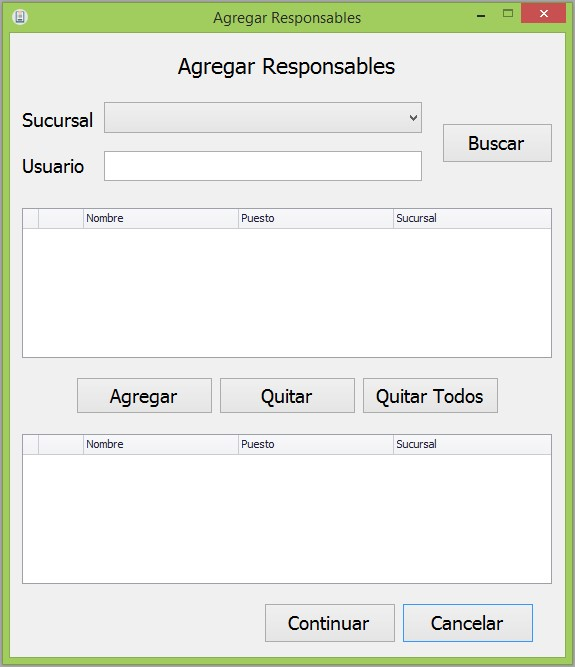 Agregar Responsables
Agregar Responsables
Sucursal
Buscar
Usuario
Nombre Puesto Sucursal
Agregar Quitar Quitar Todos
Nombre Puesto Sucursal
Continuar Cancelar